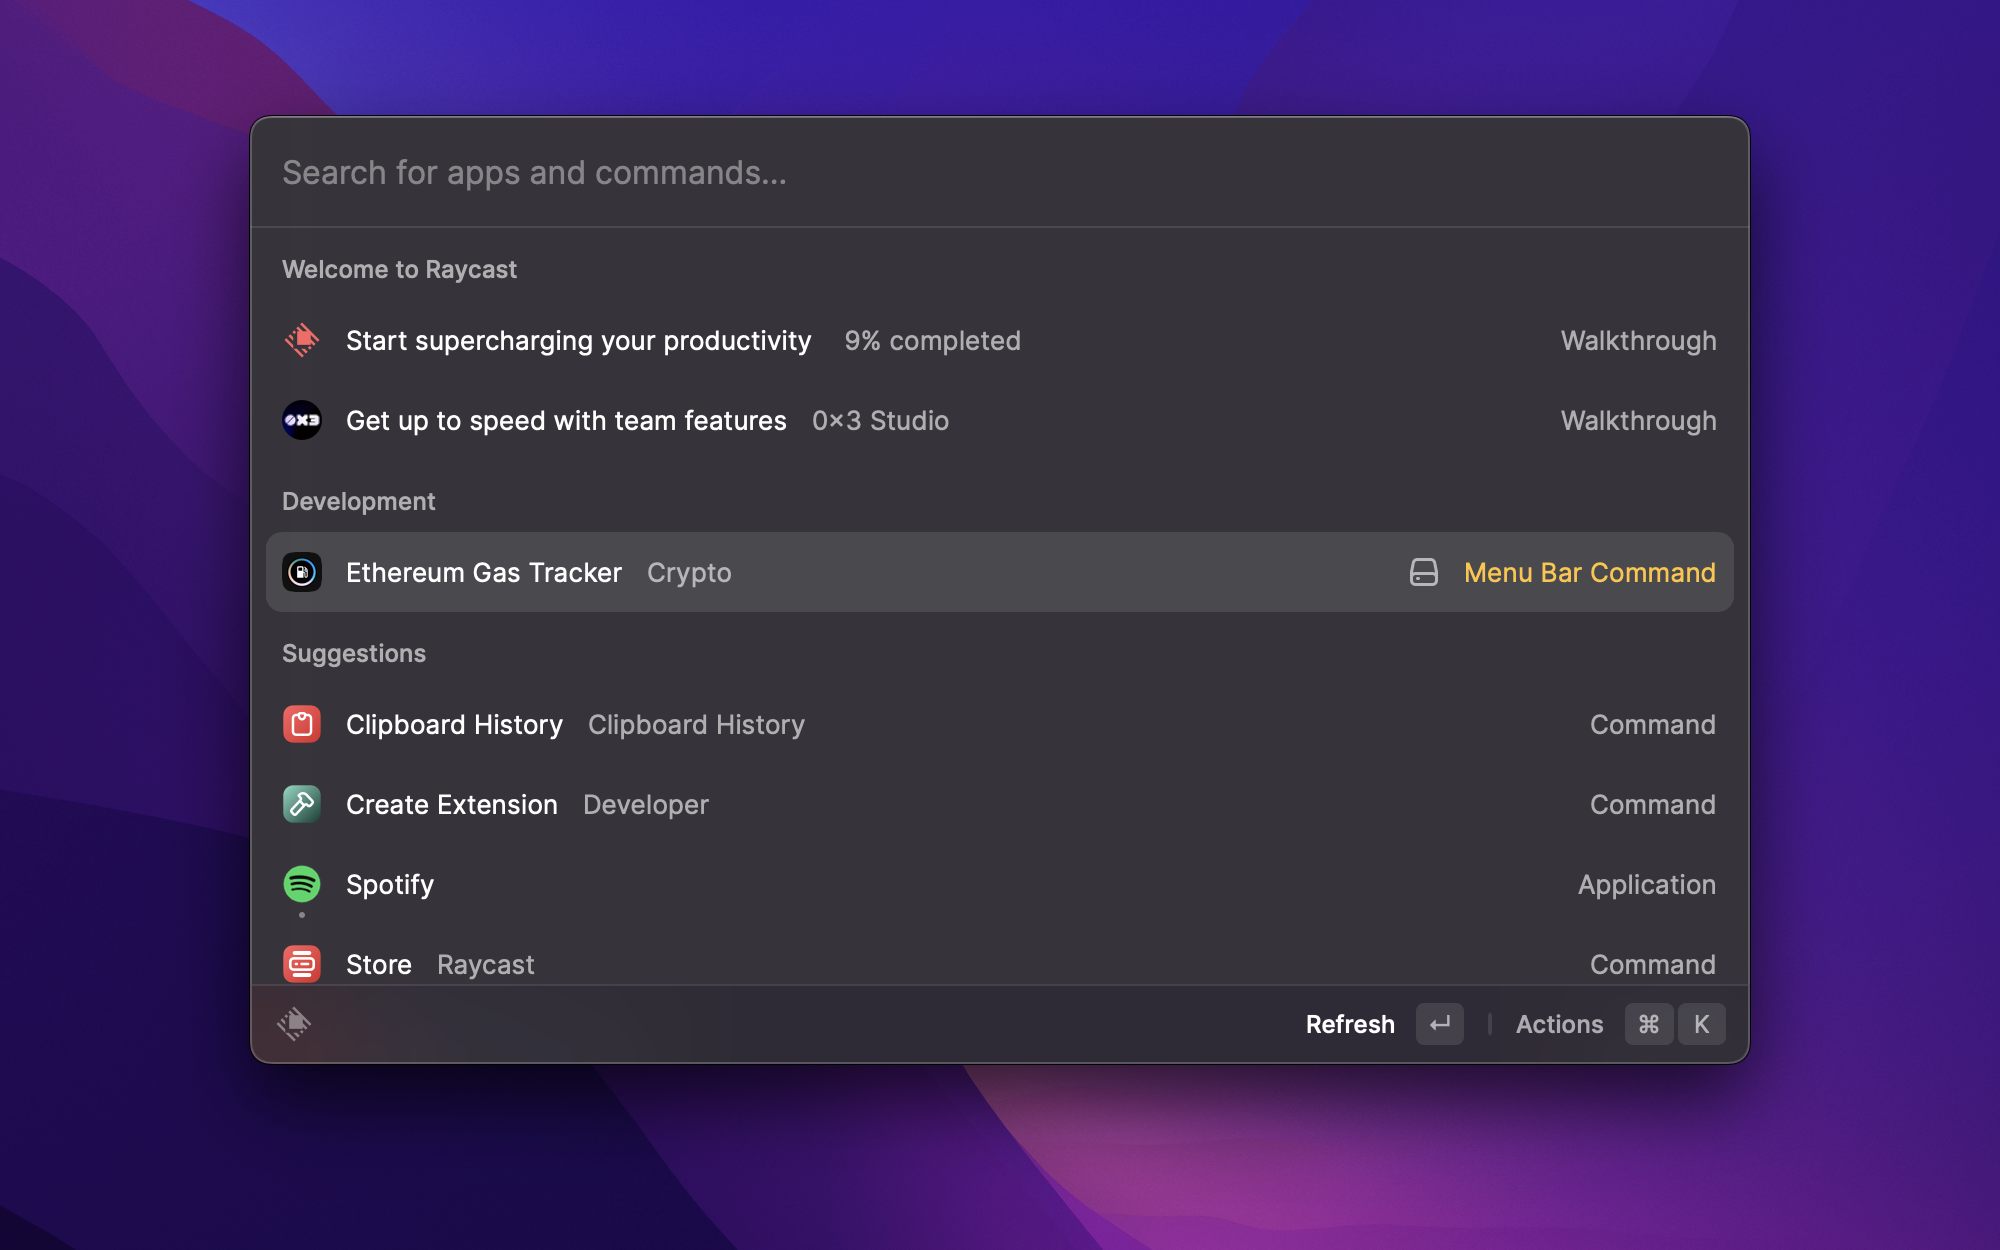 Search for apps and commands...
Welcome to Raycast
Start supercharging your productivity 9% completed Walkthrough
0X3 Get up to speed with team features 0×3 Studio Walkthrough
Development
Ethereum Gas Tracker Crypto Menu Bar Command
Suggestions
Clipboard History Clipboard History Command
Create Extension Developer Command
Spotify Application
Store Raycast Command
Refresh ↵ | Actions ⌘ K